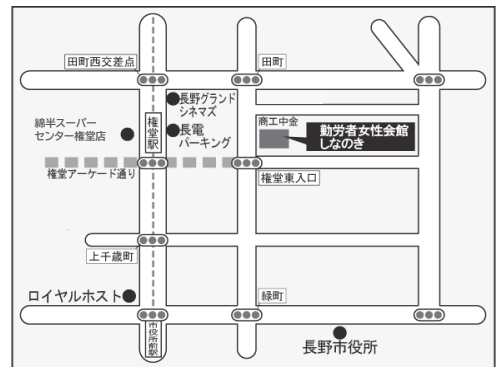 田町西交差点
田町
長野グランド
シネマズ
権堂駅
綿半スーパー
センター権堂店
長電
パーキング
商工中金
勤労者女性会館
しなのき
権堂アーケード通り
権堂東入口
上千歳町
ロイヤルホスト
緑町
市役所前駅
長野市役所